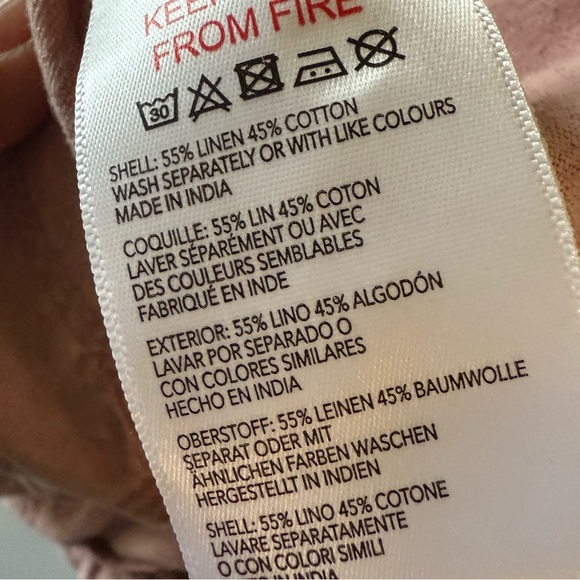 KEEP
FROM FIRE
30
SHELL: 55% LINEN 45% COTTON
WASH SEPARATELY OR WITH LIKE COLOURS
MADE IN INDIA
COQUILLE: 55% LIN 45% COTON
LAVER SÉPARÉMENT OU AVEC
DES COULEURS SEMBLABLES
FABRIQUÉ EN INDE
EXTERIOR: 55% LINO 45% ALGODÓN
LAVAR POR SEPARADO O
CON COLORES SIMILARES
HECHO EN INDIA
OBERSTOFF: 55% LEINEN 45% BAUMWOLLE
SEPARAT ODER MIT
ÄHNLICHEN FARBEN WASCHEN
HERGESTELLT IN INDIEN
SHELL: 55% LINO 45% COTONE
LAVARE SEPARATAMENTE
O CON COLORI SIMILI
INDIA